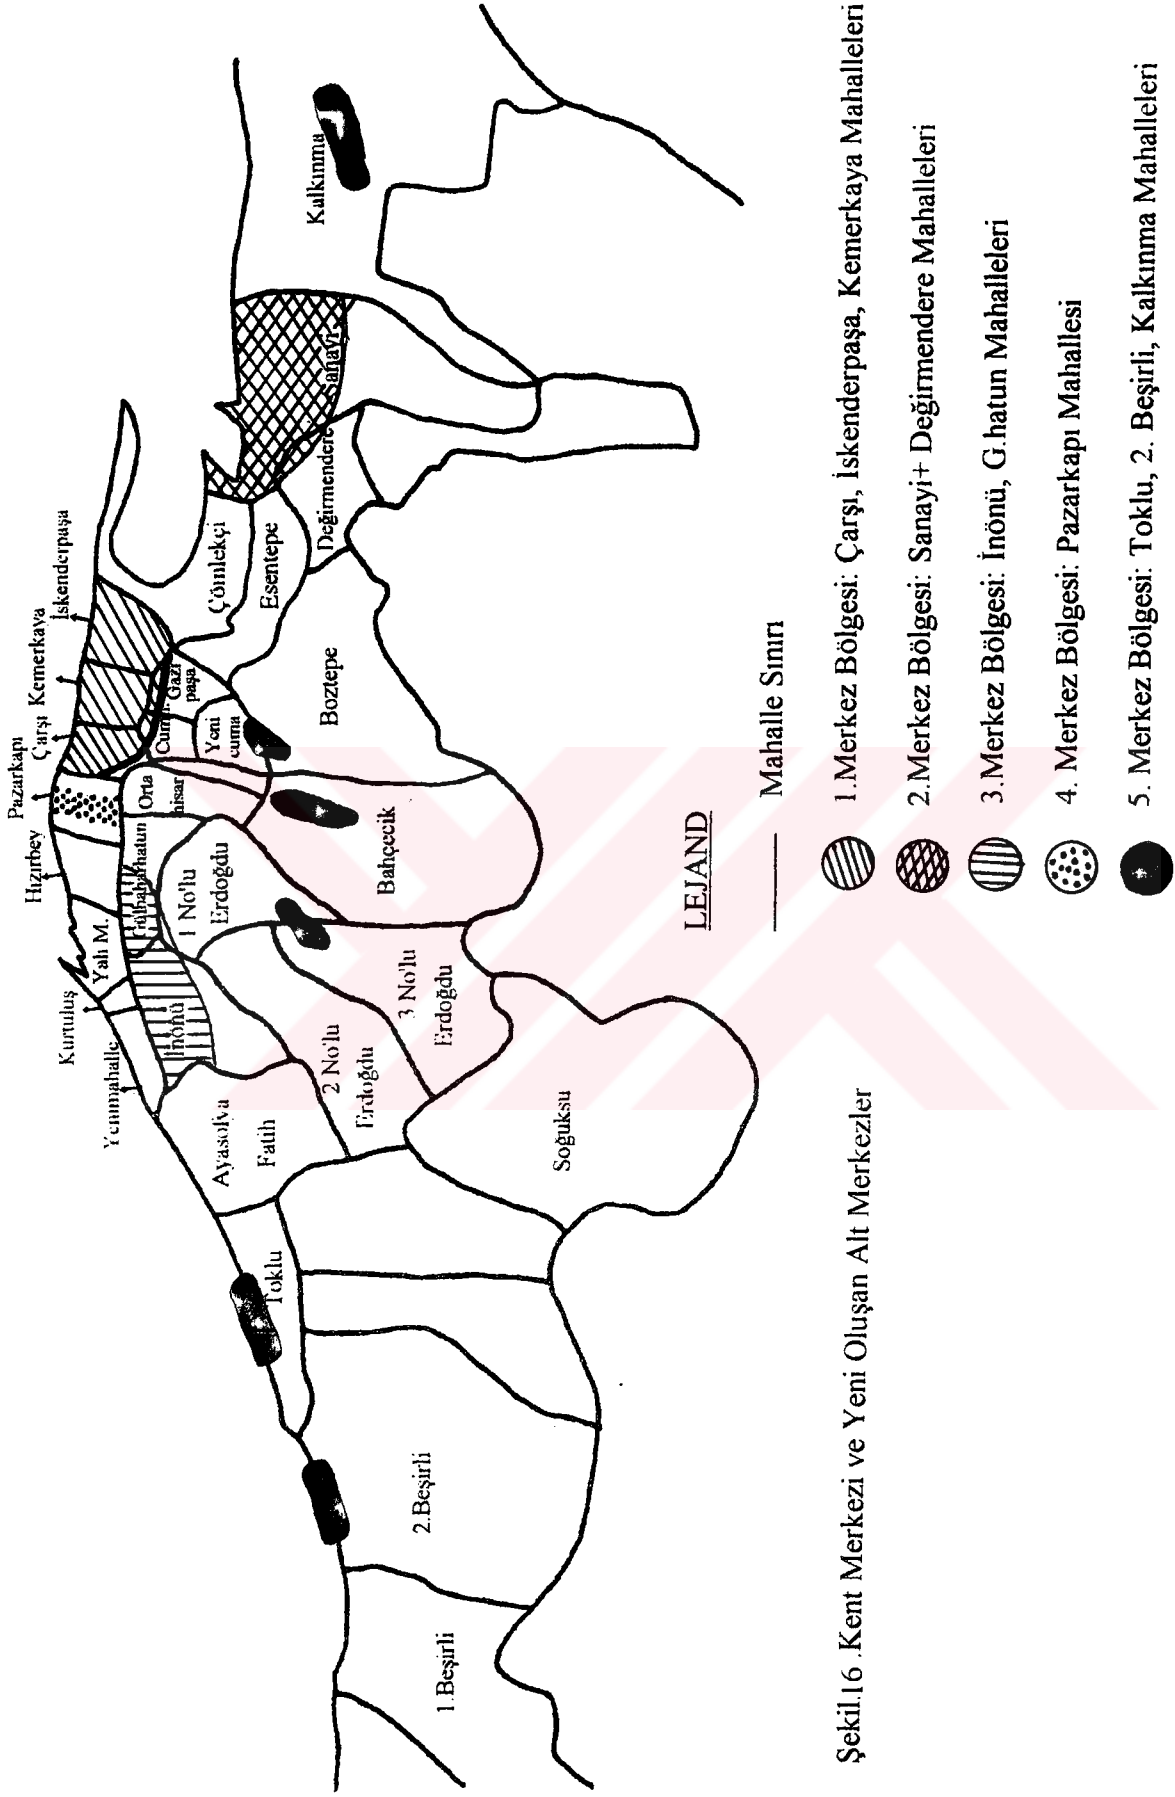 Pazarkapı
Hızırbey
Çarşı
Kemerkaya
İskenderpaşa
Kurtuluş
Yenimahalle
Yalı M.
İnönü
Gülbaharhatun
Orta
hisar
Cuma.
Gazi
paşa
Yeni
cuma
Çömlekçi
Esentepe
Değirmendere
Sanayi
Kalkınma
Boztepe
Bahçecik
1 No'lu
Erdoğdu
2 No'lu
Erdoğdu
3 No'lu
Erdoğdu
Ayasofya
Fatih
Toklu
Soğuksu
2.Beşirli
1.Beşirli
LEJAND
Mahalle Sınırı
1.Merkez Bölgesi: Çarşı, İskenderpaşa, Kemerkaya Mahalleleri
2.Merkez Bölgesi: Sanayi+ Değirmendere Mahalleleri
3.Merkez Bölgesi: İnönü, G.hatun Mahalleleri
4. Merkez Bölgesi: Pazarkapı Mahallesi
5. Merkez Bölgesi: Toklu, 2. Beşirli, Kalkınma Mahalleleri
Şekil.16 .Kent Merkezi ve Yeni Oluşan Alt Merkezler